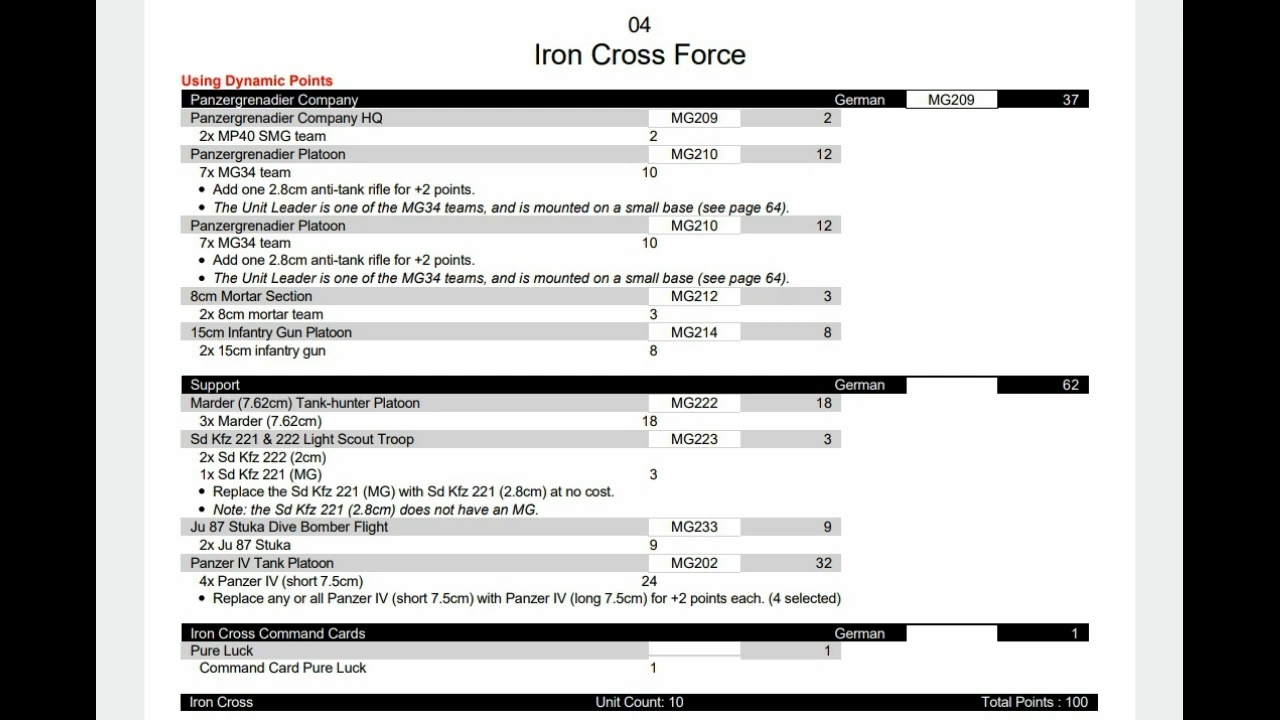 04
Iron Cross Force
Using Dynamic Points
Panzergrenadier Company German MG209 37
Panzergrenadier Company HQ MG209 2
2x MP40 SMG team 2
Panzergrenadier Platoon MG210 12
7x MG34 team 10
• Add one 2.8cm anti-tank rifle for +2 points.
• The Unit Leader is one of the MG34 teams, and is mounted on a small base (see page 64).
Panzergrenadier Platoon MG210 12
7x MG34 team 10
• Add one 2.8cm anti-tank rifle for +2 points.
• The Unit Leader is one of the MG34 teams, and is mounted on a small base (see page 64).
8cm Mortar Section MG212 3
2x 8cm mortar team 3
15cm Infantry Gun Platoon MG214 8
2x 15cm infantry gun 8
Support German 62
Marder (7.62cm) Tank-hunter Platoon MG222 18
3x Marder (7.62cm) 18
Sd Kfz 221 & 222 Light Scout Troop MG223 3
2x Sd Kfz 222 (2cm)
1x Sd Kfz 221 (MG) 3
• Replace the Sd Kfz 221 (MG) with Sd Kfz 221 (2.8cm) at no cost.
• Note: the Sd Kfz 221 (2.8cm) does not have an MG.
Ju 87 Stuka Dive Bomber Flight MG233 9
2x Ju 87 Stuka 9
Panzer IV Tank Platoon MG202 32
4x Panzer IV (short 7.5cm) 24
• Replace any or all Panzer IV (short 7.5cm) with Panzer IV (long 7.5cm) for +2 points each. (4 selected)
Iron Cross Command Cards German 1
Pure Luck 1
Command Card Pure Luck 1
Iron Cross Unit Count: 10 Total Points : 100